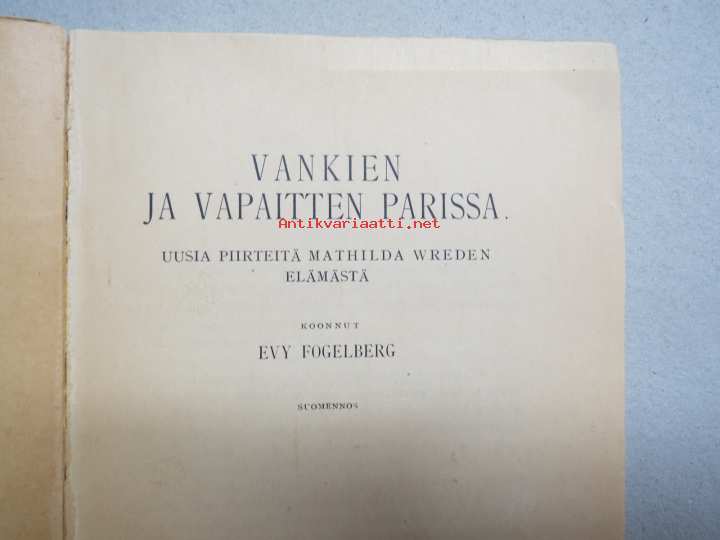 VANKIEN
JA VAPAITTEN PARISSA.
Antikvariaatti.net
UUSIA PIIRTEITÄ MATHILDA WREDEN
ELÄMÄSTÄ
KOONNUT
EVY FOGELBERG
SUOMENNOS